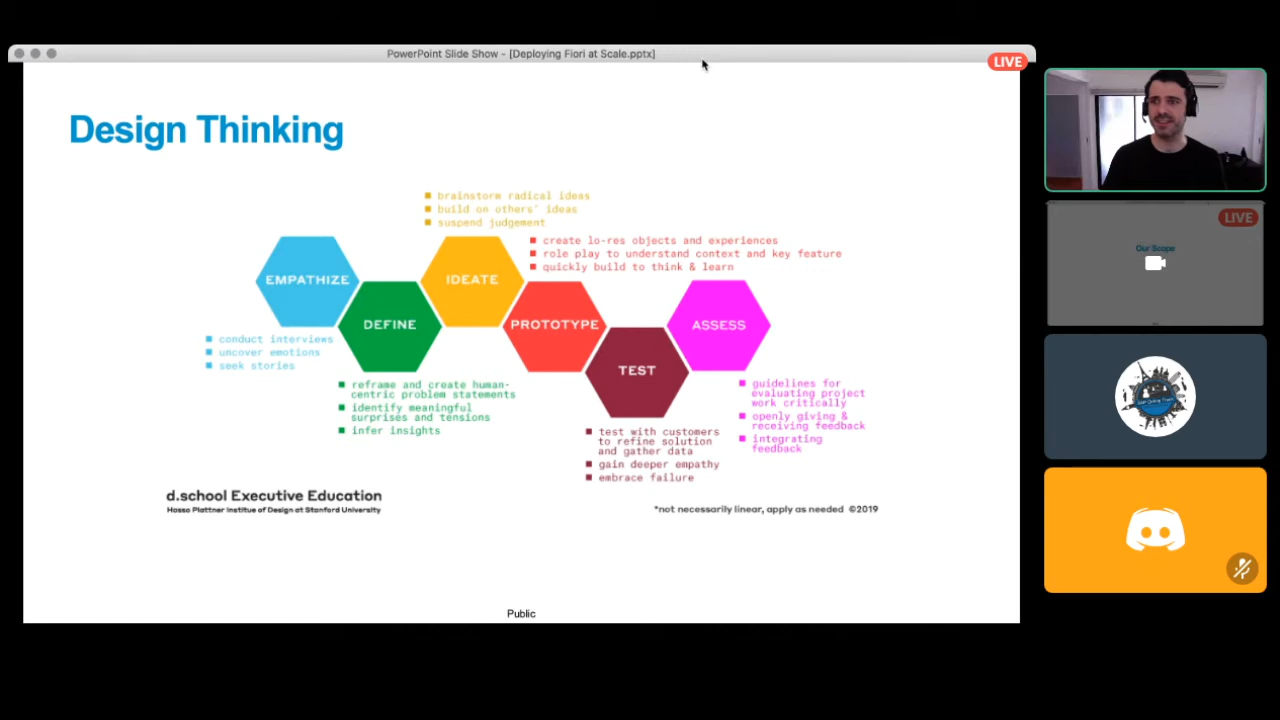 PowerPoint Slide Show - [Deploying Fiori at Scale.pptx]
LIVE
Design Thinking
brainstorm radical ideas
build on others' ideas
suspend judgement
create lo-res objects and experiences
role play to understand context and key feature
quickly build to think & learn
EMPATHIZE
IDEATE
DEFINE
PROTOTYPE
ASSESS
TEST
conduct interviews
uncover emotions
seek stories
reframe and create human-
centric problem statements
identify meaningful
surprises and tensions
infer insights
guidelines for
evaluating project
work critically
openly giving &
receiving feedback
integrating
feedback
test with customers
to refine solution
and gather data
gain deeper empathy
embrace failure
d.school Executive Education
Hasso Plattner Institue of Design at Stanford University
*not necessarily linear, apply as needed ©2019
Public
LIVE
Our Scope